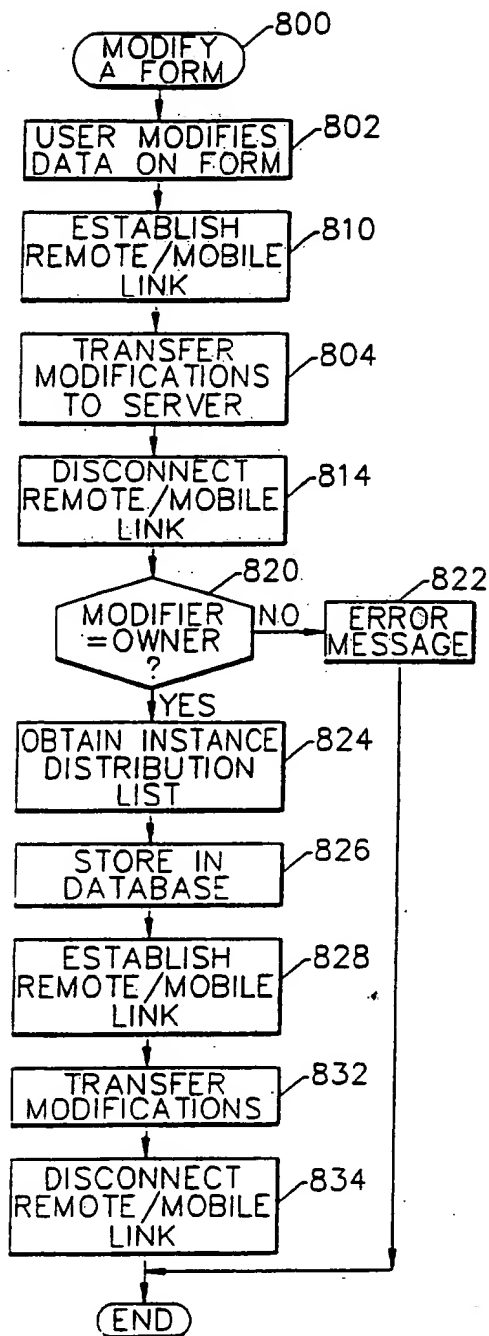 800
MODIFY
A FORM
802
USER MODIFIES
DATA ON FORM
810
ESTABLISH
REMOTE/MOBILE
LINK
804
TRANSFER
MODIFICATIONS
TO SERVER
814
DISCONNECT
REMOTE/MOBILE
LINK
820
MODIFIER
=OWNER
?
NO
822
ERROR
MESSAGE
YES
824
OBTAIN INSTANCE
DISTRIBUTION
LIST
826
STORE IN
DATABASE
828
ESTABLISH
REMOTE/MOBILE
LINK
832
TRANSFER
MODIFICATIONS
834
DISCONNECT
REMOTE/MOBILE
LINK
END